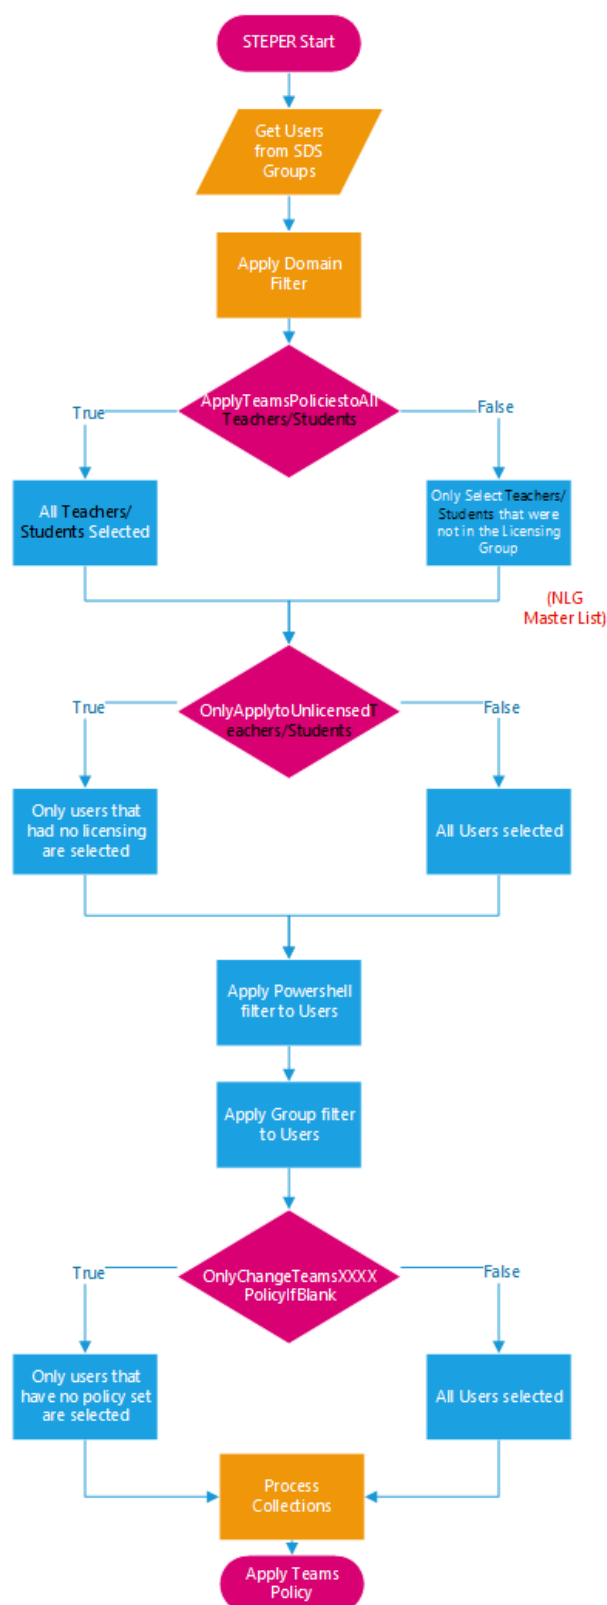 STEPER Start
Get Users
from SDS
Groups
Apply Domain
Filter
ApplyTeamsPoliciestoAll
Teachers/Students
True
False
All Teachers/
Students Selected
Only Select Teachers/
Students that were
not in the Licensing
Group
(NLG
Master List)
OnlyApplytoUnlicensedT
eachers/Students
True
False
Only users that
had no licensing
are selected
All Users selected
Apply Powershell
filter to Users
Apply Group filter
to Users
OnlyChangeTeamsXXXX
PolicyIfBlank
True
False
Only users that
have no policy set
are selected
All Users selected
Process
Collections
Apply Teams
Policy